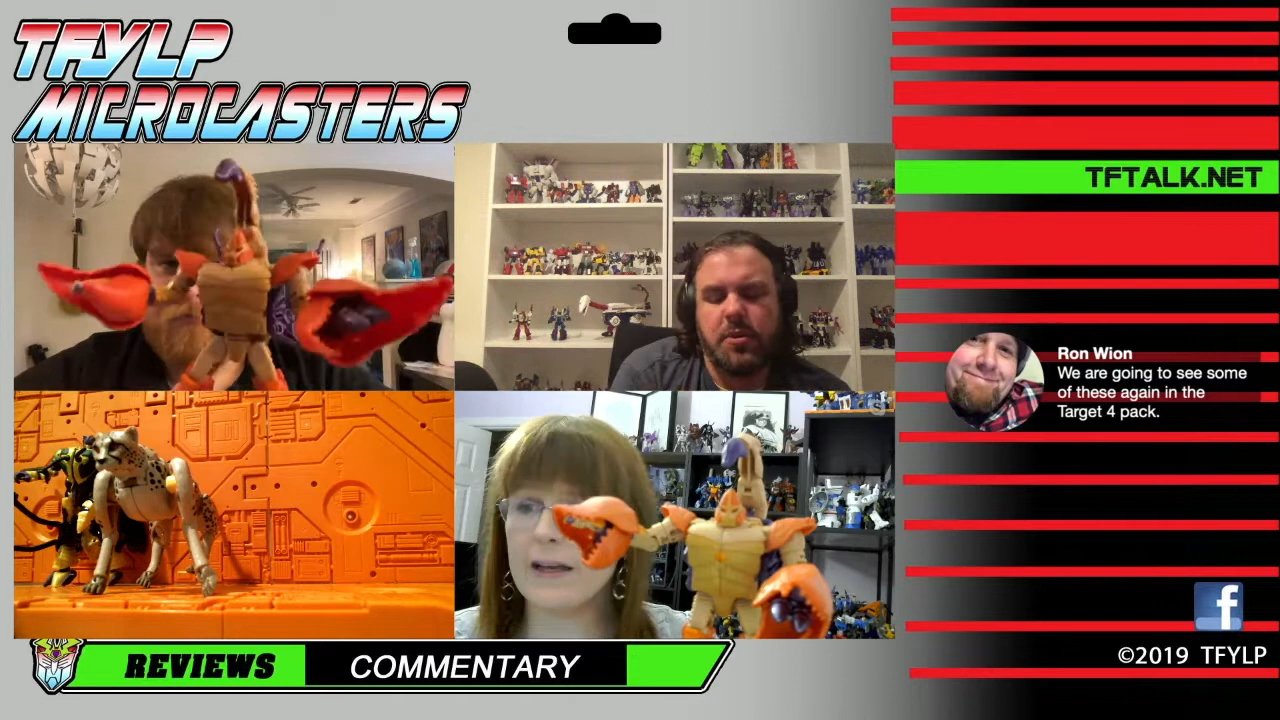 TFYLP
MICROCASTERS
TFTALK.NET
Ron Wion
We are going to see some
of these again in the
Target 4 pack.
f
©2019 TFYLP
REVIEWS
COMMENTARY